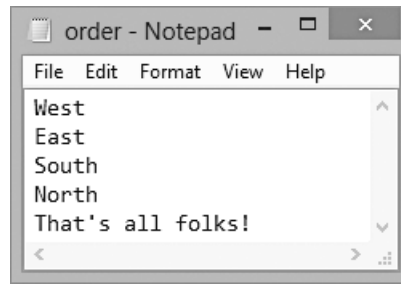 order - Notepad
File Edit Format View Help
West
East
South
North
That's all folks!